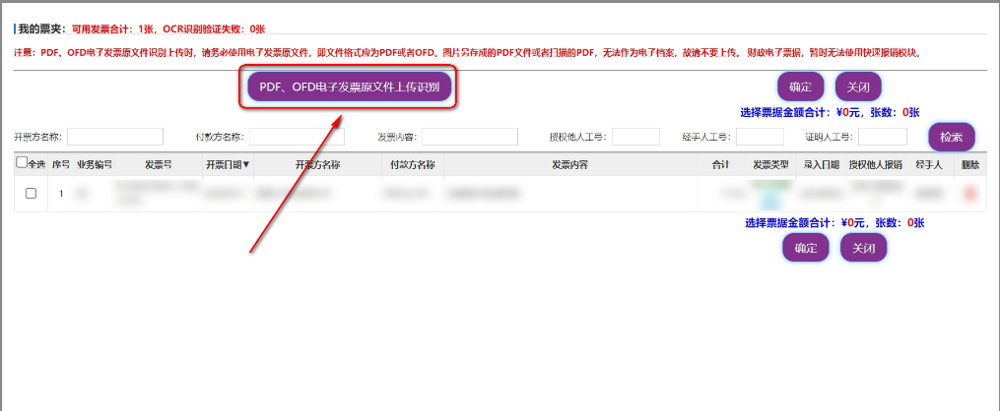 我的票夹：可用发票合计：1张，OCR识别验证失败：0张
注意：PDF、OFD电子发票原文件识别上传时，请务必使用电子发票原文件，即文件格式应为PDF或者OFD。图片另存成的PDF文件或者扫描的PDF，无法作为电子档案，故请不要上传。 财政电子票据，暂时无法使用快速报销模块。
PDF、OFD电子发票原文件上传识别 确定 关闭
选择票据金额合计：¥0元，张数：0张
开票方名称： 付款方名称： 发票内容： 授权他人工号： 经手人工号： 证明人工号： 检索
全选 序号 业务编号 发票号 开票日期▼ 开票方名称 付款方名称 发票内容 合计 发票类型 录入日期 授权他人报销 经手人 删除
1
选择票据金额合计：¥0元，张数：0张
确定 关闭